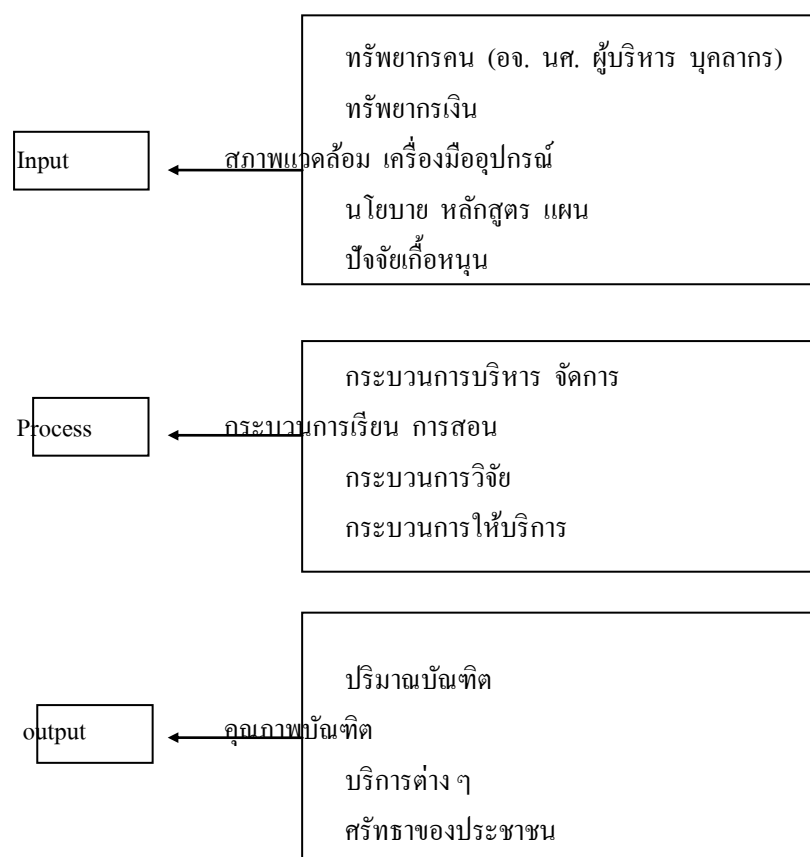 ทรัพยากรคน (อจ. นศ. ผู้บริหาร บุคลากร)
ทรัพยากรเงิน
Input
สภาพแวดล้อม เครื่องมืออุปกรณ์
นโยบาย หลักสูตร แผน
ปัจจัยเกื้อหนุน
กระบวนการบริหาร จัดการ
Process
กระบวนการเรียน การสอน
กระบวนการวิจัย
กระบวนการให้บริการ
ปริมาณบัณฑิต
output
คุณภาพบัณฑิต
บริการต่าง ๆ
ศรัทธาของประชาชน